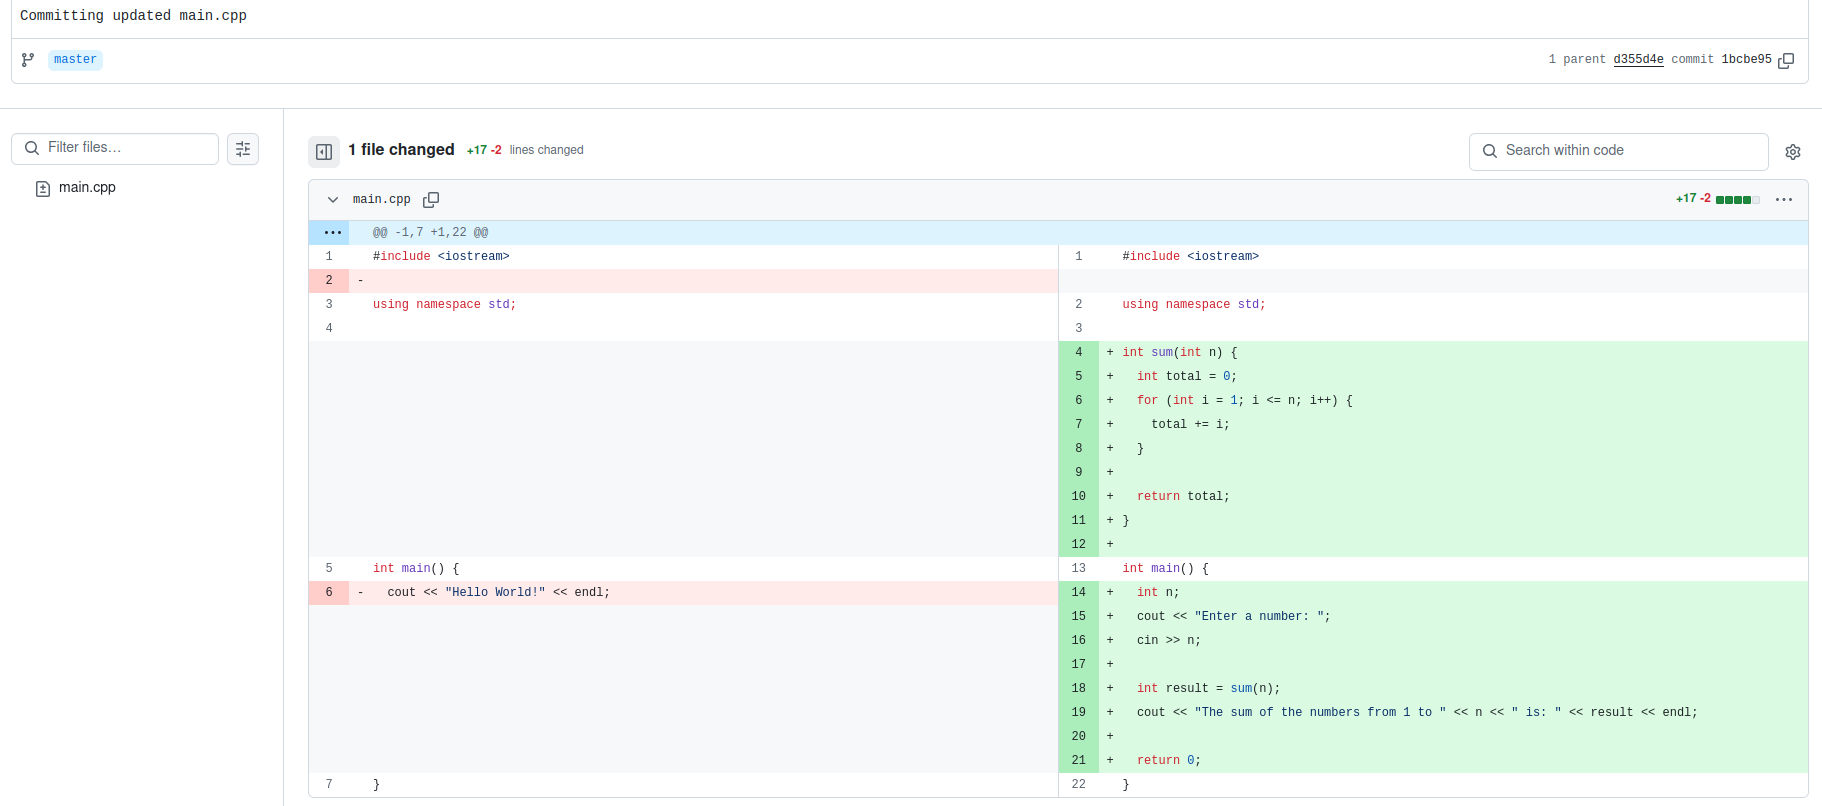 Committing updated main.cpp
master
1 parent d355d4e commit 1bcbe95
Filter files…
main.cpp
1 file changed +17 -2 lines changed
Search within code
main.cpp
+17 -2
@@ -1,7 +1,22 @@
1 #include <iostream> 1 #include <iostream>
2 -
3 using namespace std; 2 using namespace std;
4 3
4 + int sum(int n) {
5 + int total = 0;
6 + for (int i = 1; i <= n; i++) {
7 + total += i;
8 + }
9 +
10 + return total;
11 + }
12 +
5 int main() { 13 int main() {
6 - cout << "Hello World!" << endl; 14 + int n;
15 + cout << "Enter a number: ";
16 + cin >> n;
17 +
18 + int result = sum(n);
19 + cout << "The sum of the numbers from 1 to " << n << " is: " << result << endl;
20 +
21 + return 0;
7 } 22 }